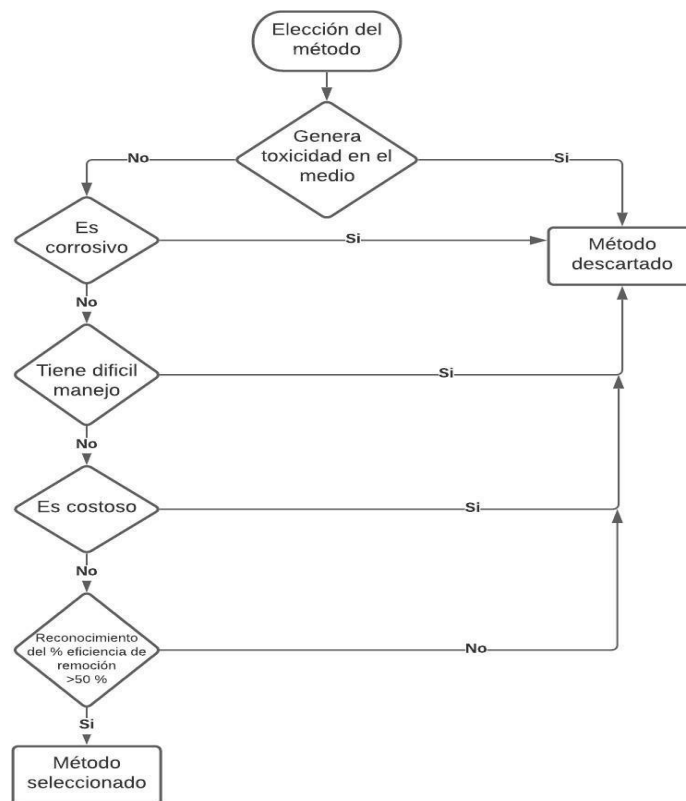 Elección del
método
Genera
toxicidad en el
medio
No
Si
Es
corrosivo
Si
Método
descartado
No
Tiene dificil
manejo
Si
No
Es costoso
Si
No
Reconocimiento
del % eficiencia de
remoción
>50 %
No
Si
Método
seleccionado